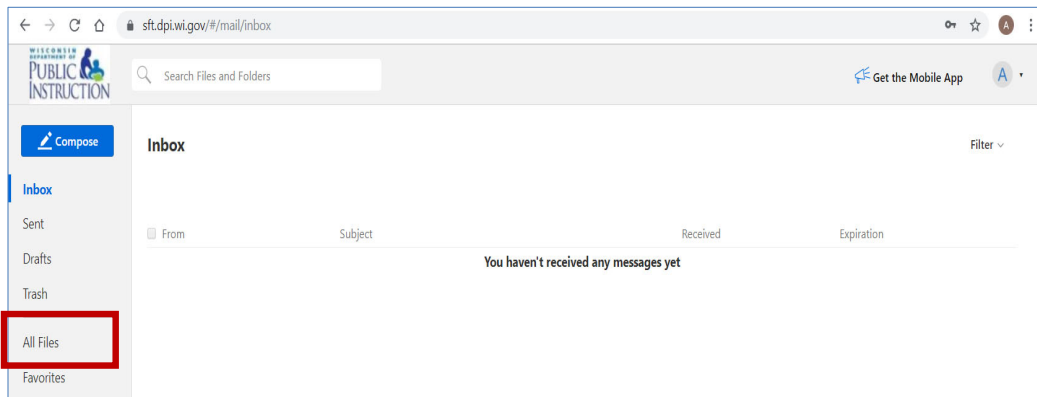 sft.dpi.wi.gov/#/mail/inbox
A
WISCONSIN
DEPARTMENT OF
PUBLIC
INSTRUCTION
Search Files and Folders
Get the Mobile App
A
Compose
Inbox
Filter
Inbox
Sent
From Subject Received Expiration
Drafts
You haven't received any messages yet
Trash
All Files
Favorites